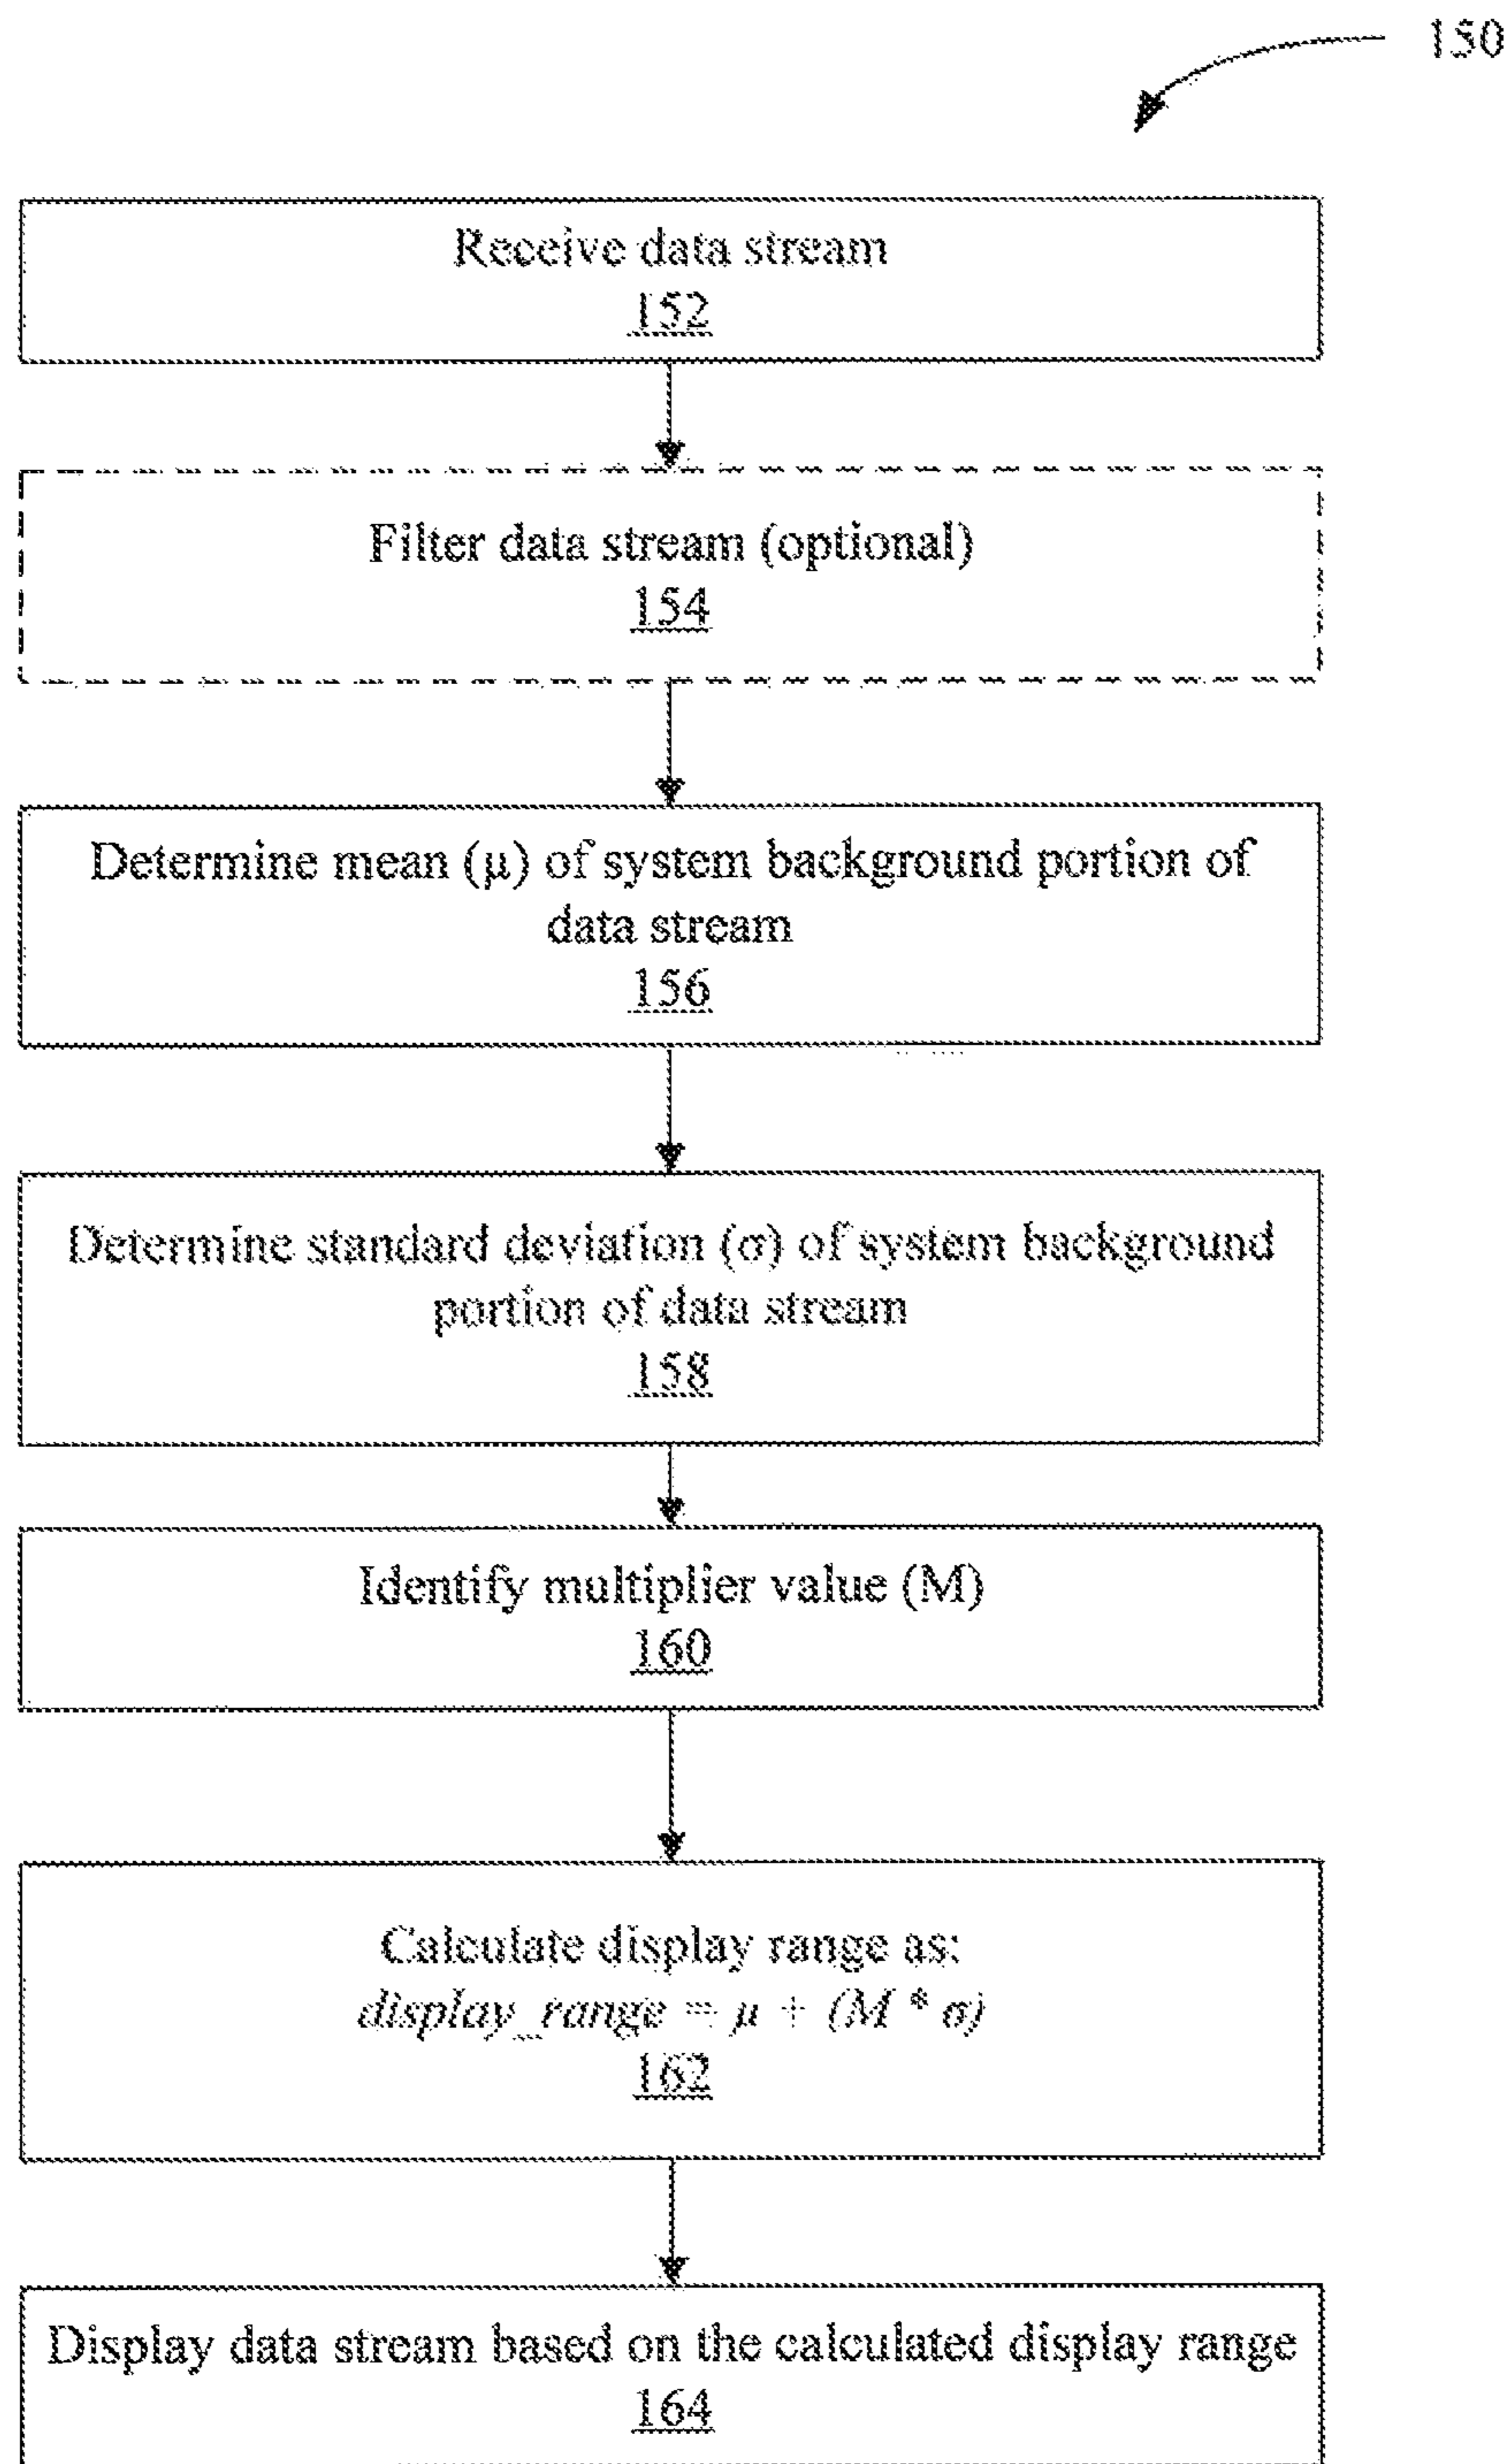 150
Receive data stream
152
Filter data stream (optional)
154
Determine mean (μ) of system background portion of
data stream
156
Determine standard deviation (σ) of system background
portion of data stream
158
Identify multiplier value (M)
160
Calculate display range as:
display_range = μ + (M * σ)
162
Display data stream based on the calculated display range
164